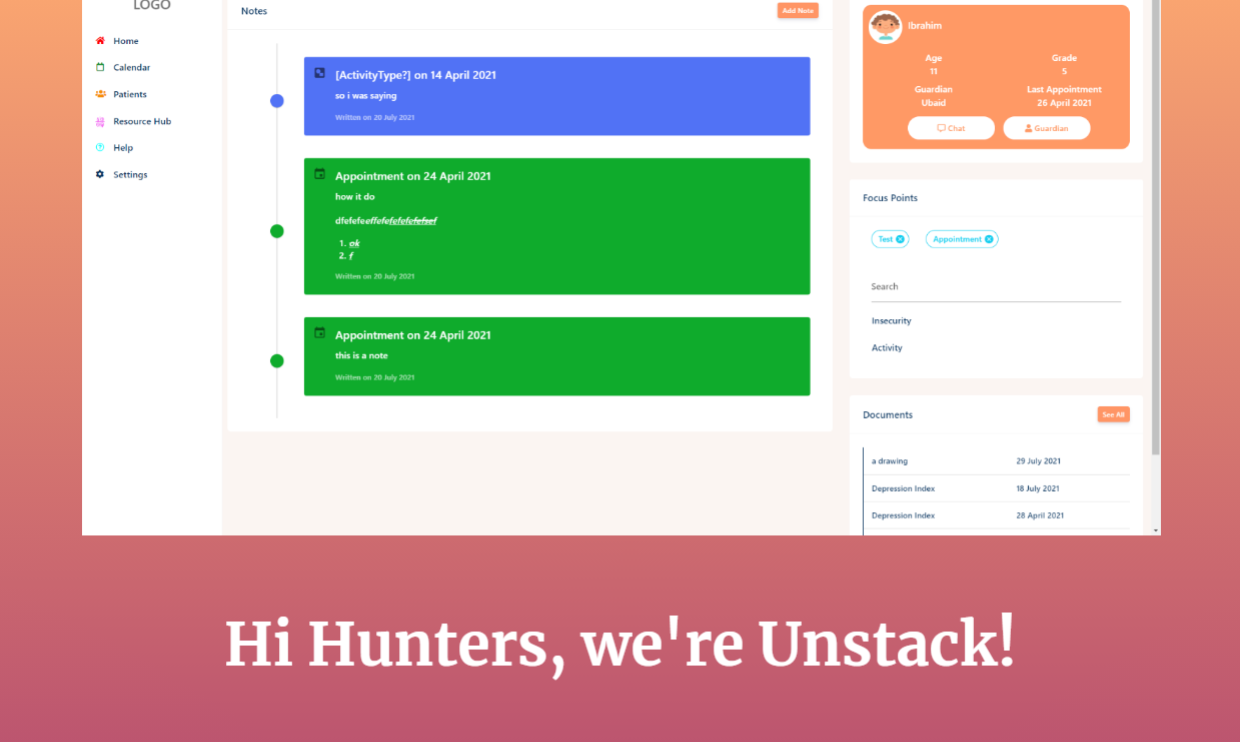 LOGO
Home
Calendar
Patients
Resource Hub
Help
Settings
Notes
Add Note
[ActivityType?] on 14 April 2021
so i was saying
Written on 20 July 2021
Appointment on 24 April 2021
how it do
dfefefeeffefefefefefefsef
1. ok
2. f
Written on 20 July 2021
Appointment on 24 April 2021
this is a note
Written on 20 July 2021
Ibrahim
Age
Grade
11
5
Guardian
Last Appointment
Ubaid
26 April 2021
Chat
Guardian
Focus Points
Test
Appointment
Search
Insecurity
Activity
Documents
See All
a drawing 29 July 2021
Depression Index 18 July 2021
Depression Index 28 April 2021
Hi Hunters, we're Unstack!